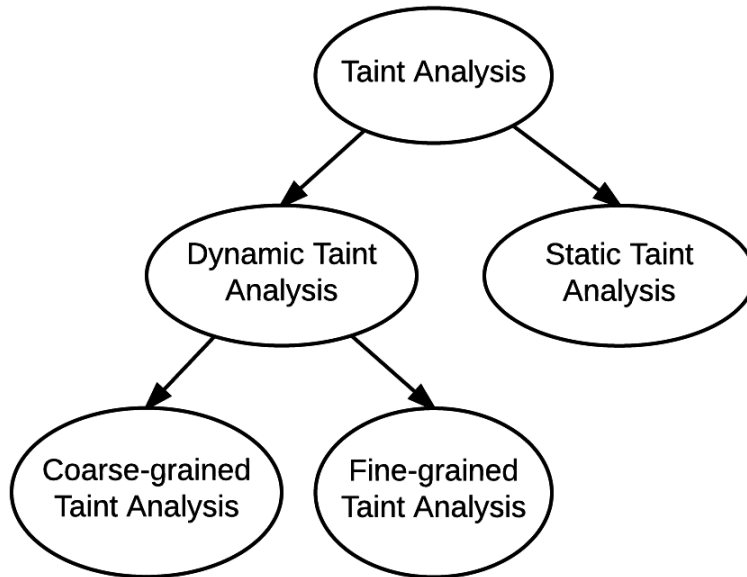 Taint Analysis
Dynamic Taint
Analysis
Static Taint
Analysis
Coarse-grained
Taint Analysis
Fine-grained
Taint Analysis